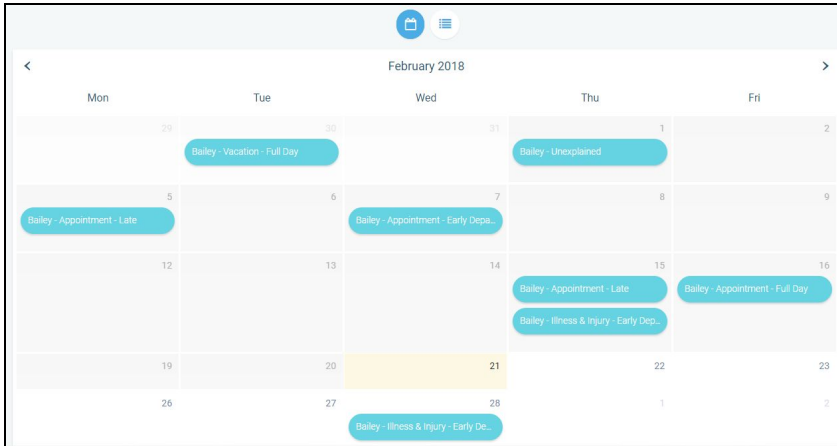 February 2018
Mon Tue Wed Thu Fri
29 30 31 1 2
Bailey - Vacation - Full Day Bailey - Unexplained
5 6 7 8 9
Bailey - Appointment - Late Bailey - Appointment - Early Depa...
12 13 14 15 16
Bailey - Appointment - Late Bailey - Appointment - Full Day
Bailey - Illness & Injury - Early Dep...
19 20 21 22 23
26 27 28 1 2
Bailey - Illness & Injury - Early De...